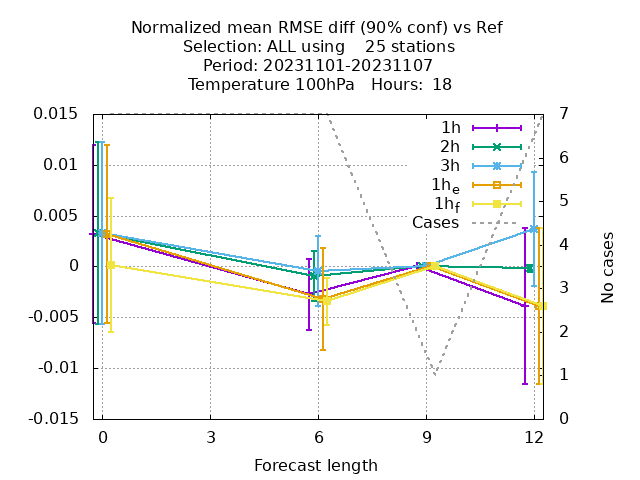 Normalized mean RMSE diff (90% conf) vs Ref
Selection: ALL using    25 stations
Period: 20231101-20231107
Temperature 100hPa   Hours:  18
0.015
0.01
0.005
0
-0.005
-0.01
-0.015
7
6
5
4
3
2
1
0
1h
2h
3h
1h_e
1h_f
Cases
No cases
0 3 6 9 12
Forecast length